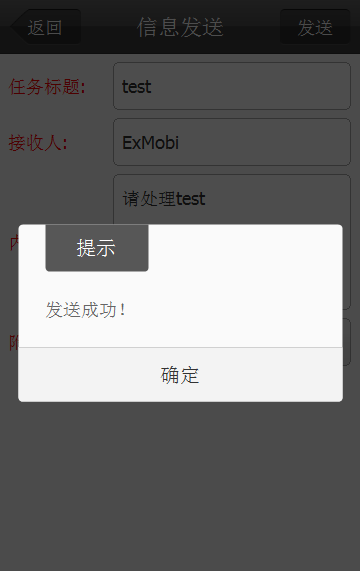 返回
信息发送
发送
任务标题:
test
接收人:
ExMobi
请处理test
提示
发送成功！
确定